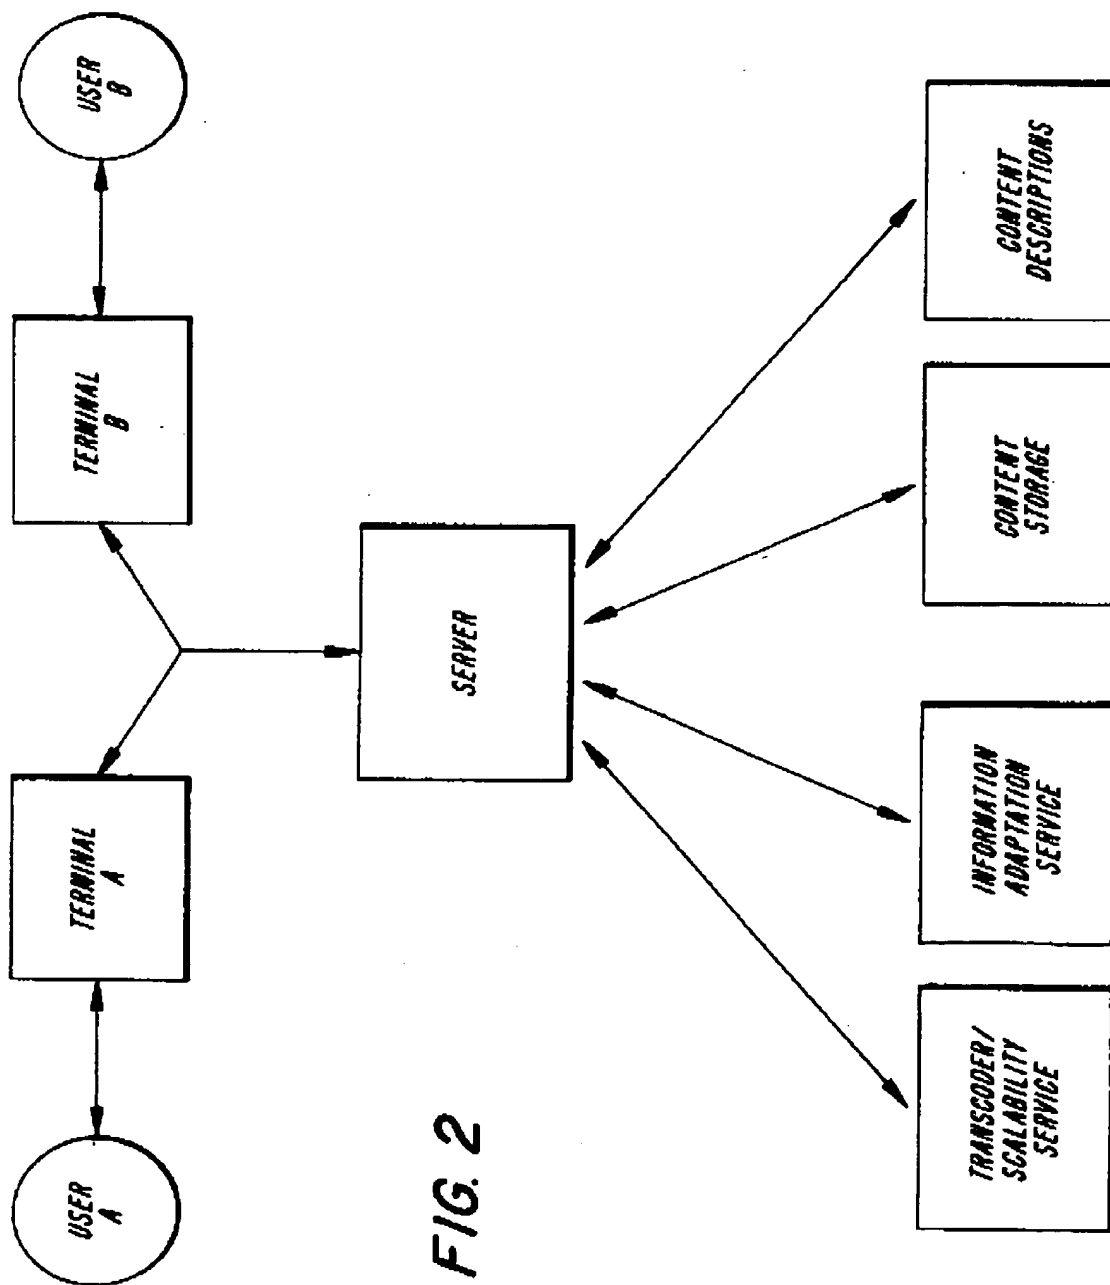 USER
A
TERMINAL
A
TERMINAL
B
USER
B
SERVER
TRANSCODER/
SCALABILITY
SERVICE
INFORMATION
ADAPTATION
SERVICE
CONTENT
STORAGE
CONTENT
DESCRIPTIONS
FIG. 2